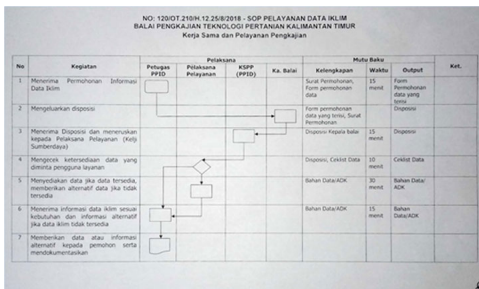 NO: 120/OT.210/H.12.25/8/2018 - SOP PELAYANAN DATA IKLIM
BALAI PENGKAJIAN TEKNOLOGI PERTANIAN KALIMANTAN TIMUR
Kerja Sama dan Pelayanan Pengkajian
No Kegiatan Pelaksana Mutu Baku Ket.
Petugas PPID Pelaksana Pelayanan KSPP (PPID) Ka. Balai Kelengkapan Waktu Output
1 Menerima Permohonan Informasi Surat Permohonan, 15 Form
Data Iklim Form permohonan menit Permohonan
data data yang
terisi
2 Mengeluarkan disposisi Form permohonan Disposisi
data yang terisi, Surat
Permohonan
3 Menerima Disposisi dan meneruskan Disposisi Kepala balai 15 Disposisi
kepada Pelaksana Pelayanan (Kelji menit
Sumberdaya)
4 Mengecek ketersediaan data yang Disposisi, Ceklist Data 10 Ceklist Data
diminta pengguna layanan menit
5 Menyediakan data jika data tersedia, Bahan Data/ADK 30 Bahan Data/
memberikan alternatif data jika tidak menit ADK
tersedia
6 Menerima informasi data iklim sesuai Bahan Data/ADK 15 Bahan
kebutuhan dan informasi alternatif menit Data/ADK
jika data iklim tidak tersedia
7 Memberikan data atau informasi
alternatif kepada pemohon serta
mendokumentasikan